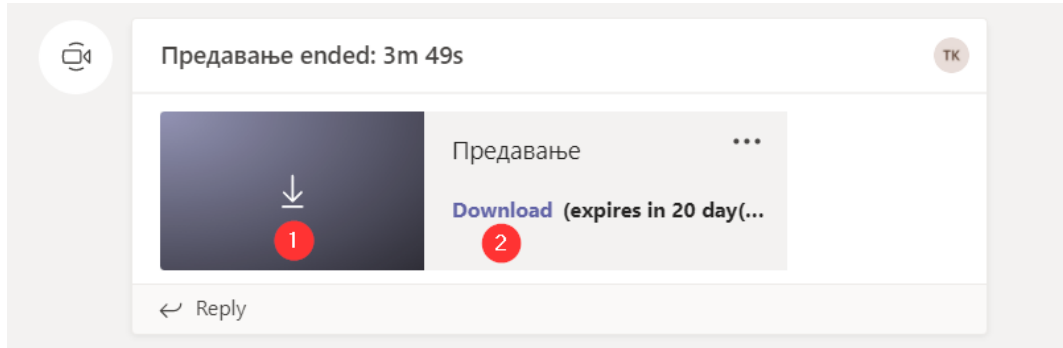 Предавање ended: 3m 49s
TK
Предавање
Download (expires in 20 day(...
1
2
Reply